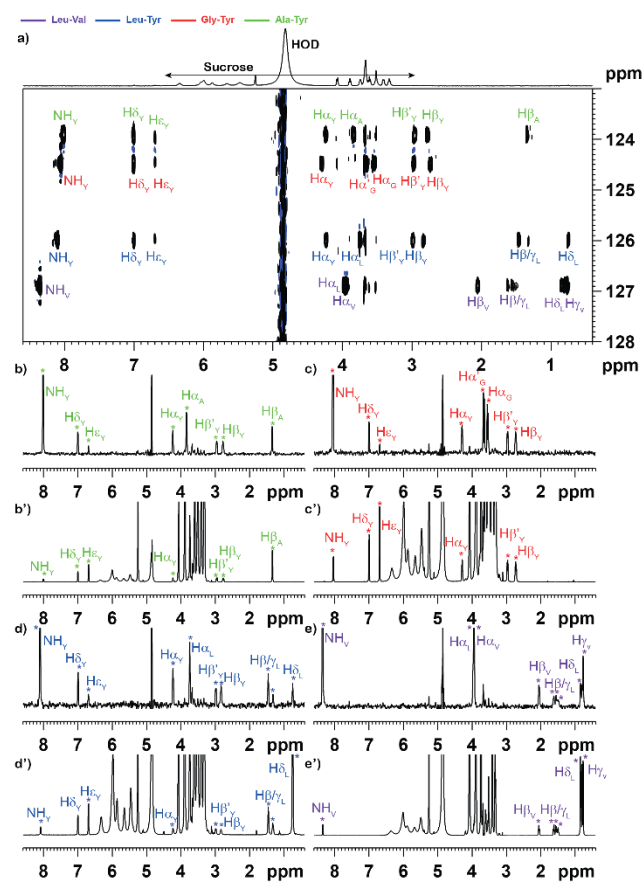 Leu-Val Leu-Tyr Gly-Tyr Ala-Tyr
a)
HOD
Sucrose
ppm
NHY HδY HεY HαY HαA Hβ'Y HβY HβA
124
NHY HδY HεY HαY Hα'G HαG Hβ'Y HβY
125
126
NHY HδY HεY HαY HαL Hβ'Y HβY Hβ/γL HδL
127
NHV HαL HαV HβV Hβ/γL HδL HγV
128
8 7 6 5 4 3 2 1 ppm
b)
NHY HδY HεY HαY HαA Hβ'Y HβY HβA
8 7 6 5 4 3 2 ppm
c)
NHY HδY HεY HαY Hα'G HαG Hβ'Y HβY
8 7 6 5 4 3 2 ppm
b')
NHY HδY HεY HαY Hβ'Y HβY HβA
8 7 6 5 4 3 2 ppm
c')
NHY HδY HεY HαY Hβ'Y HβY
8 7 6 5 4 3 2 ppm
d)
NHY HδY HεY HαY HαL Hβ'Y HβY Hβ/γL HδL
8 7 6 5 4 3 2 ppm
e)
NHY HαL HαV HβV Hβ/γL HδL HγV
8 7 6 5 4 3 2 ppm
d')
NHY HδY HεY HαY Hβ'Y HβY Hβ/γL HδL
8 7 6 5 4 3 2 ppm
e')
NHV HβV Hβ/γL HδL HγV
8 7 6 5 4 3 2 ppm